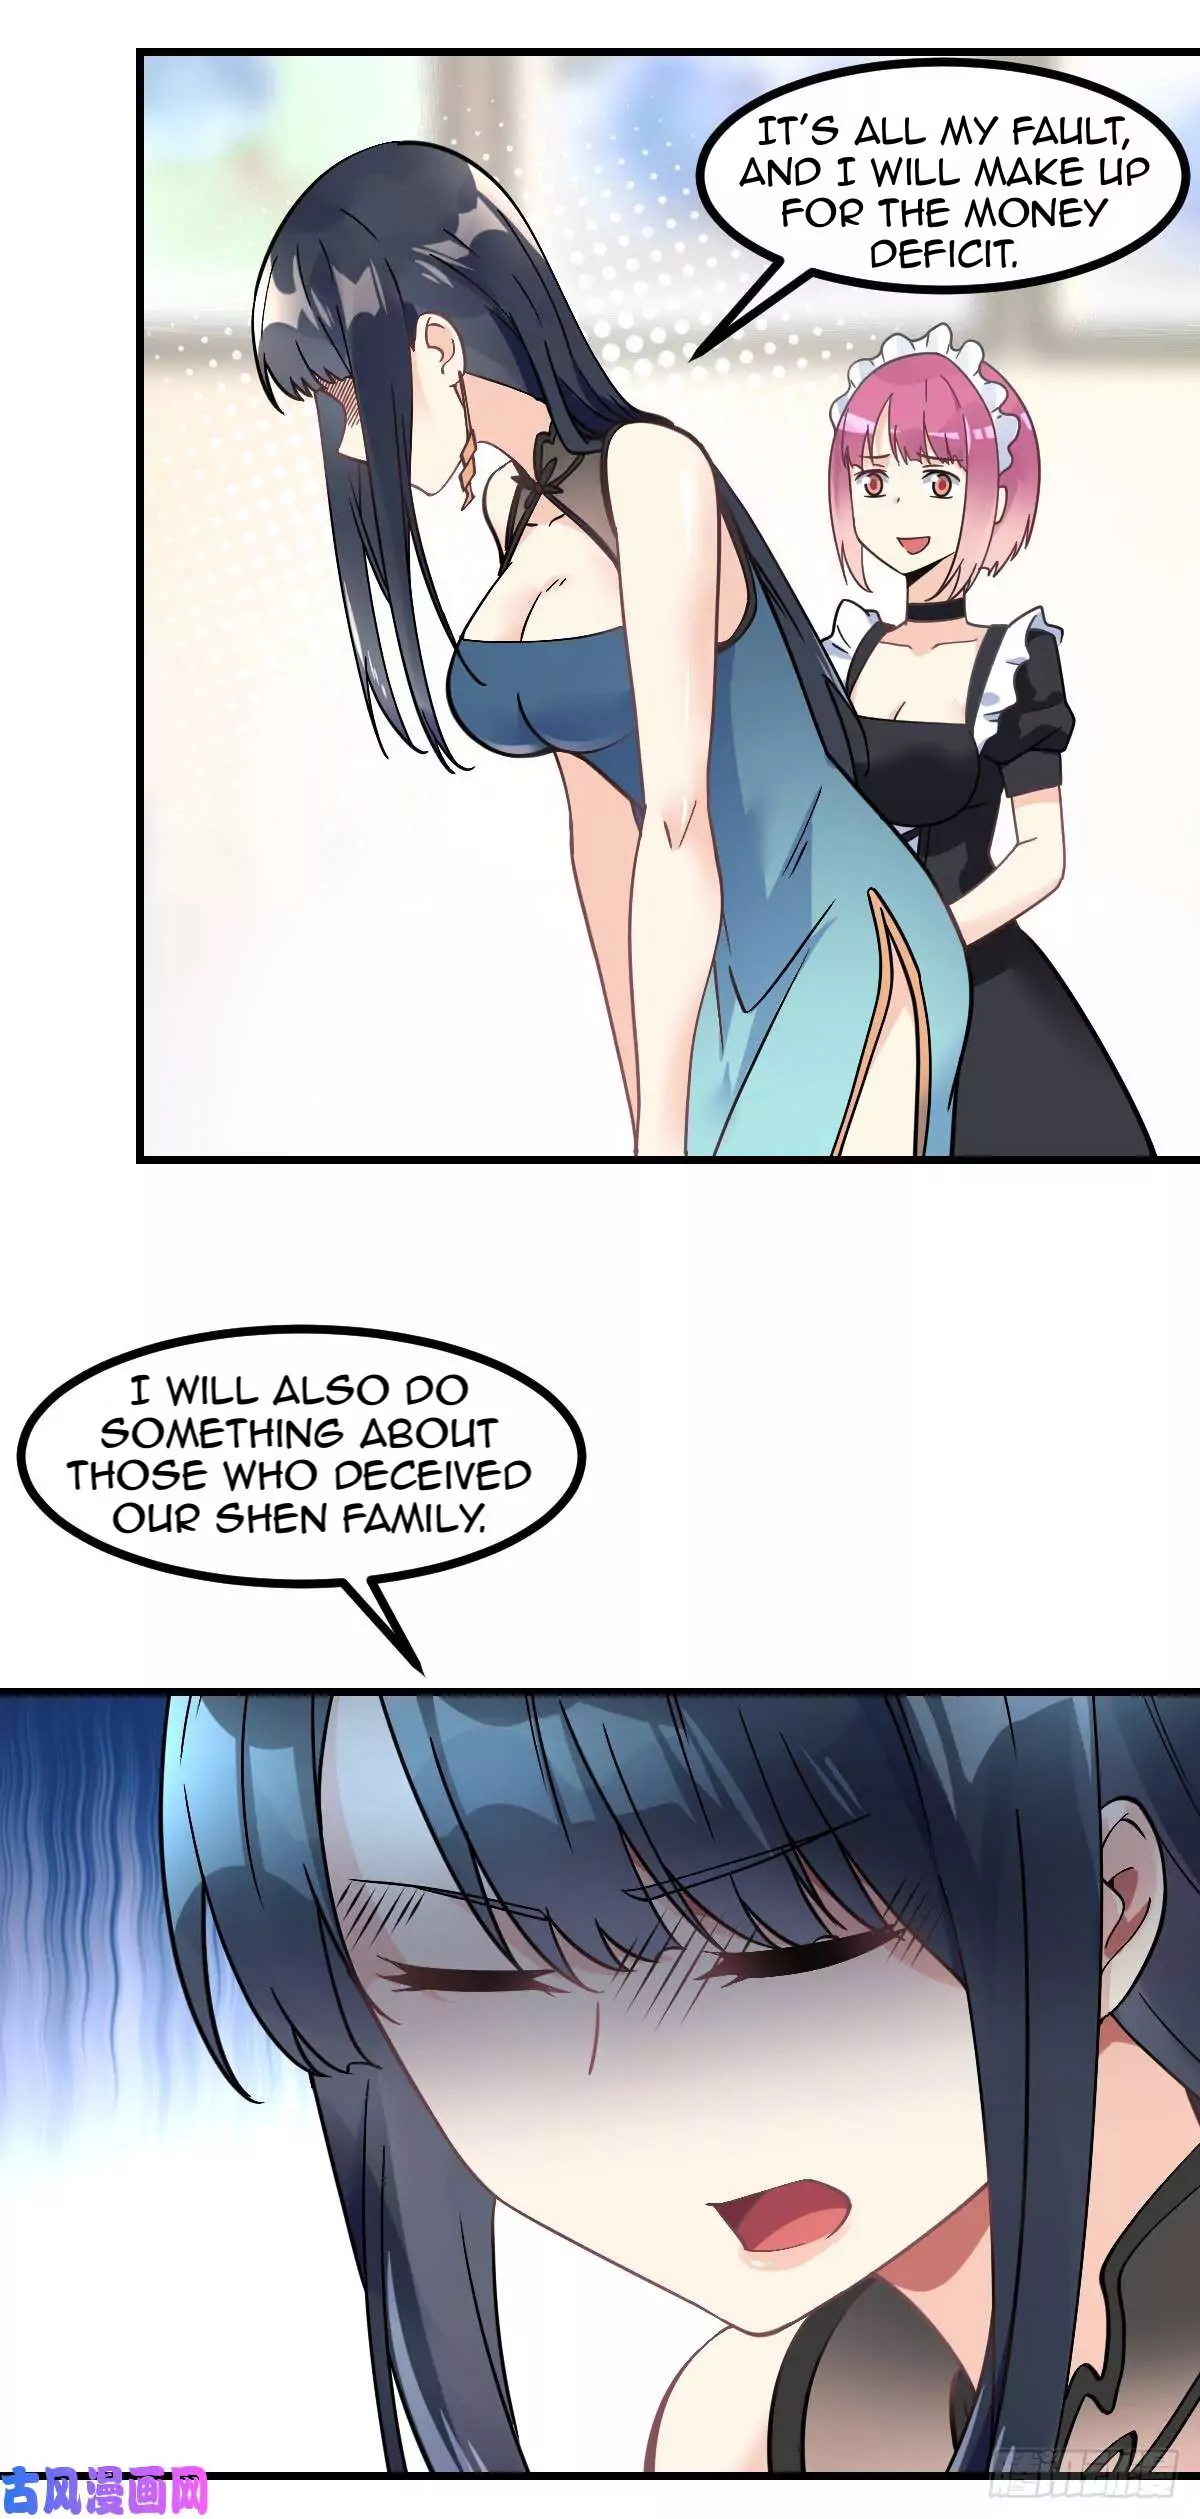 IT'S ALL MY FAULT,
AND I WILL MAKE UP
FOR THE MONEY
DEFICIT.
I WILL ALSO DO
SOMETHING ABOUT
THOSE WHO DECEIVED
OUR SHEN FAMILY.
古风漫画网